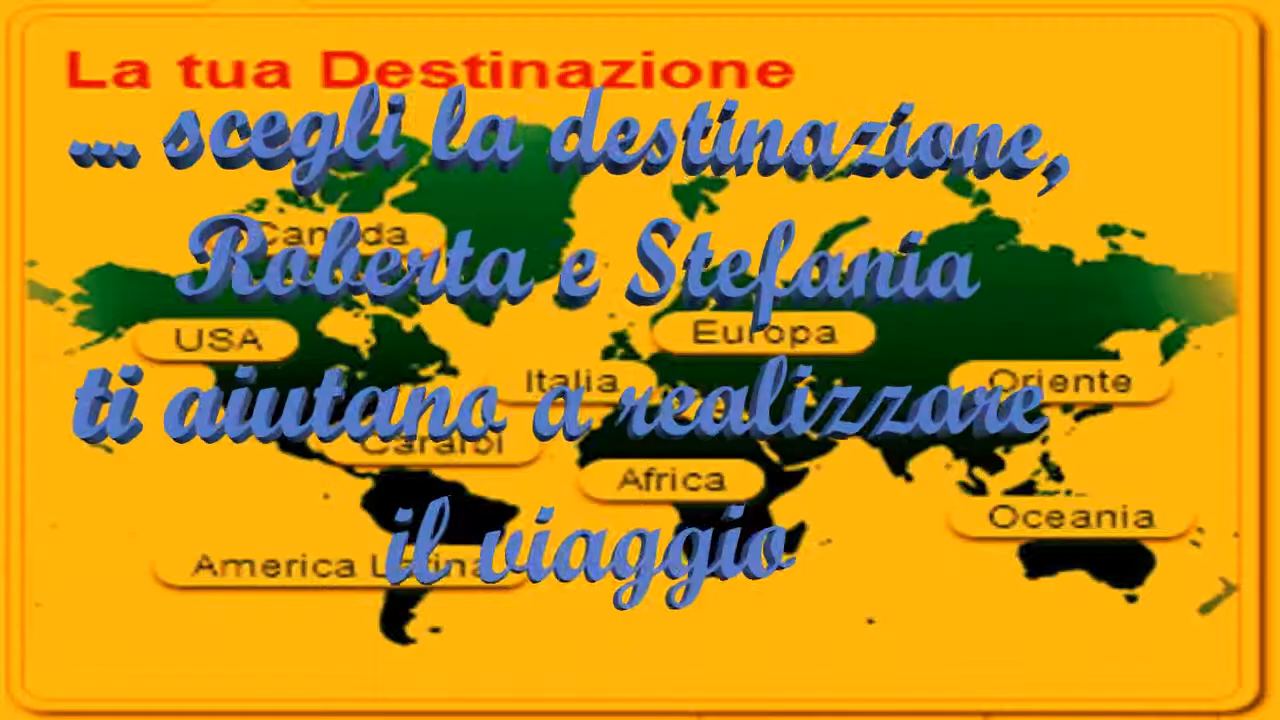 La tua Destinazione
... scegli la destinazione,
Canada
Roberta e Stefania
USA
Europa
Italia
Oriente
ti aiutano a realizzare
Caraibi
Africa
il viaggio
Oceania
America Latina